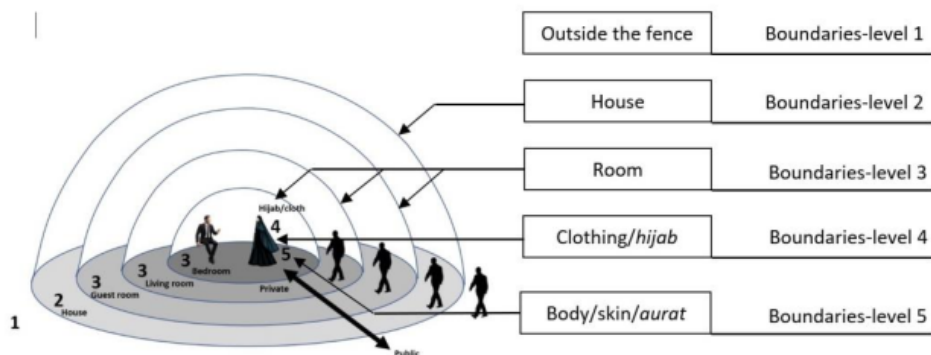 Outside the fence Boundaries-level 1
House Boundaries-level 2
Room Boundaries-level 3
Hijab/cloth
4 Clothing/hijab Boundaries-level 4
5
3 Bedroom
3 Living room
Private
3 Guest room
2 House
Body/skin/aurat Boundaries-level 5
1
Public